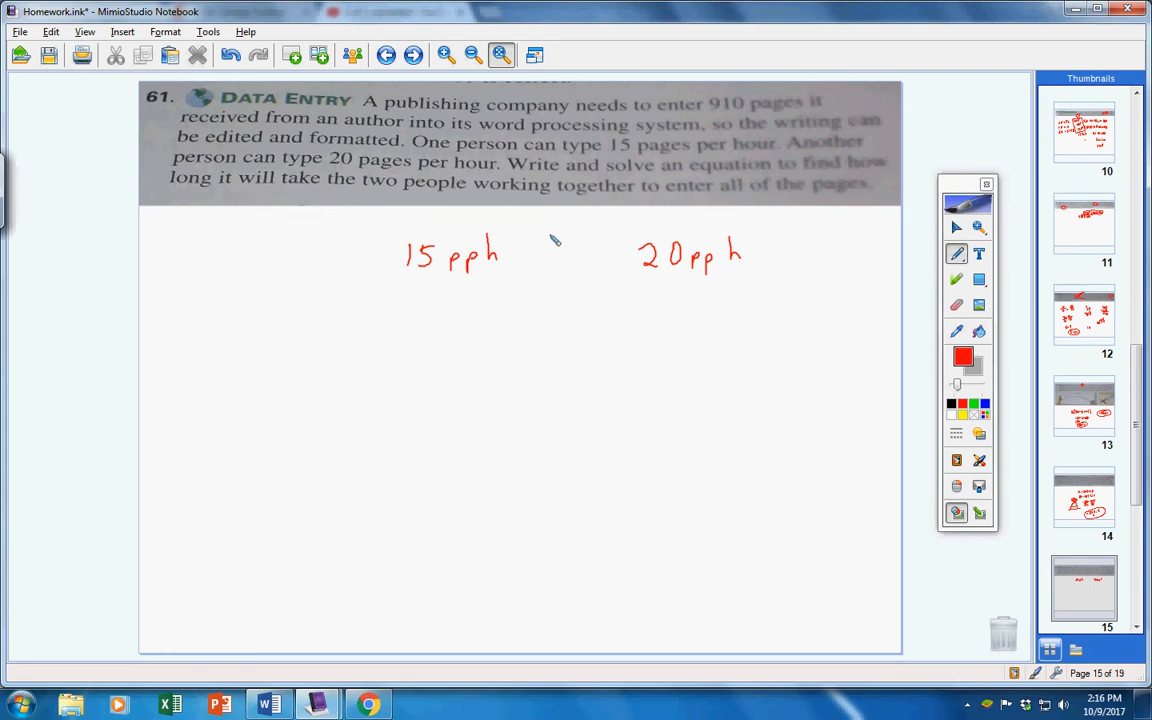 Homework.ink* - MimioStudio Notebook
File Edit View Insert Format Tools Help
Thumbnails
61. DATA ENTRY A publishing company needs to enter 910 pages it
received from an author into its word processing system, so the writing can
be edited and formatted. One person can type 15 pages per hour. Another
person can type 20 pages per hour. Write and solve an equation to find how
long it will take the two people working together to enter all of the pages.
15 pph 20 pph
T
10
11
12
13
14
15
Page 15 of 19
2:16 PM
10/9/2017